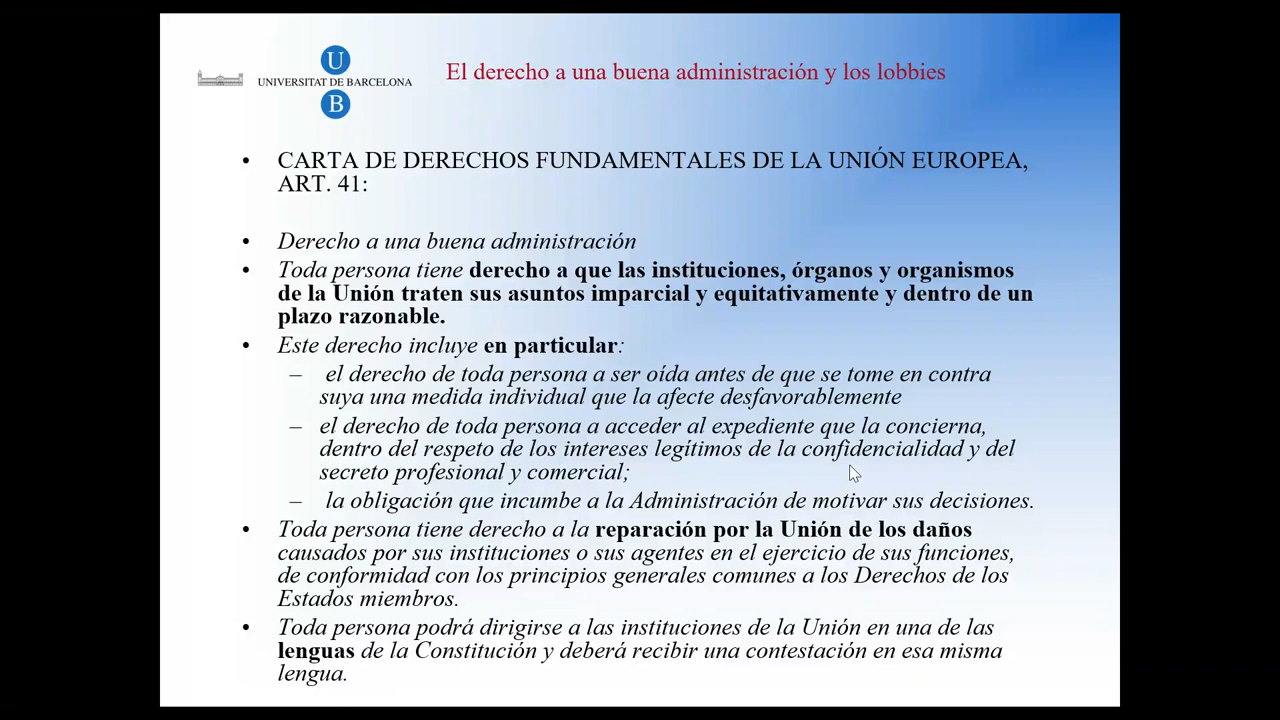 U
UNIVERSITAT DE BARCELONA
B
El derecho a una buena administración y los lobbies
• CARTA DE DERECHOS FUNDAMENTALES DE LA UNIÓN EUROPEA,
ART. 41:
• Derecho a una buena administración
• Toda persona tiene derecho a que las instituciones, órganos y organismos
de la Unión traten sus asuntos imparcial y equitativamente y dentro de un
plazo razonable.
• Este derecho incluye en particular:
– el derecho de toda persona a ser oída antes de que se tome en contra
suya una medida individual que la afecte desfavorablemente
– el derecho de toda persona a acceder al expediente que la concierna,
dentro del respeto de los intereses legítimos de la confidencialidad y del
secreto profesional y comercial;
– la obligación que incumbe a la Administración de motivar sus decisiones.
• Toda persona tiene derecho a la reparación por la Unión de los daños
causados por sus instituciones o sus agentes en el ejercicio de sus funciones,
de conformidad con los principios generales comunes a los Derechos de los
Estados miembros.
• Toda persona podrá dirigirse a las instituciones de la Unión en una de las
lenguas de la Constitución y deberá recibir una contestación en esa misma
lengua.